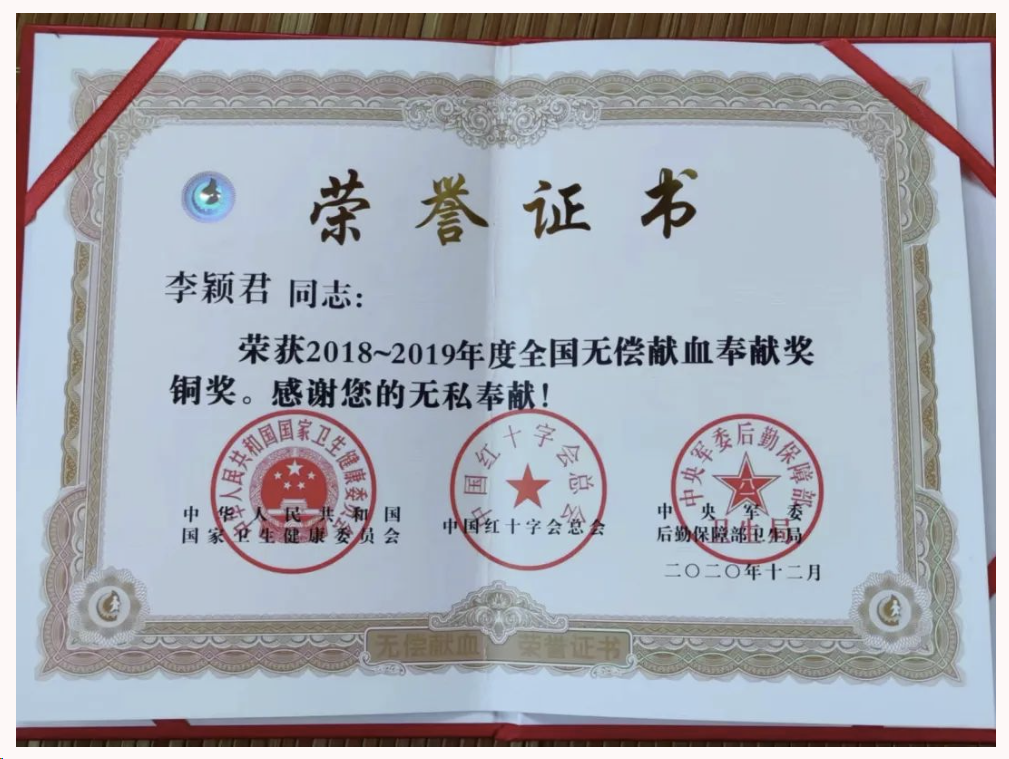 荣誉证书
李颖君 同志:
荣获2018~2019年度全国无偿献血奉献奖
铜奖。感谢您的无私奉献!
中华人民共和国国家卫生健康委员会
中国红十字会总会
中央军委后勤保障部
卫生局
中华人民共和国
国家卫生健康委员会
中国红十字会总会
中央军委
后勤保障部卫生局
二〇二〇年十二月
无偿献血 荣誉证书